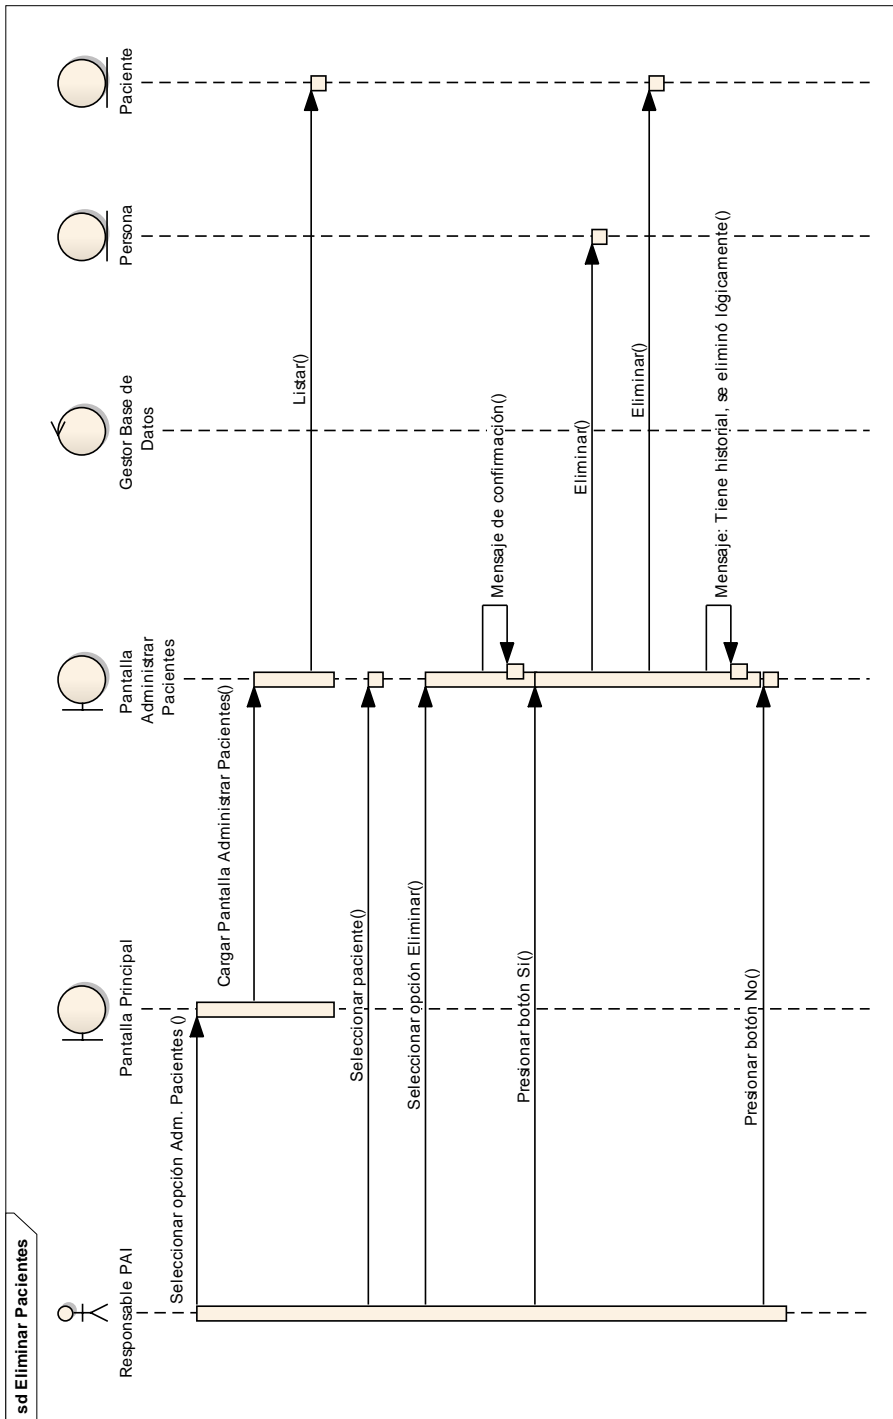 sd Eliminar Pacientes
Responsable PAI
Pantalla Principal
Pantalla
Administrar
Pacientes
Gestor Base de
Datos
Persona
Paciente
Seleccionar opción Adm. Pacientes ()
Cargar Pantalla Administrar Pacientes()
Listar()
Seleccionar paciente()
Seleccionar opción Eliminar()
Mensaje de confirmación()
Presionar botón Si()
Eliminar()
Eliminar()
Mensaje: Tiene historial, se eliminó lógicamente()
Presionar botón No()